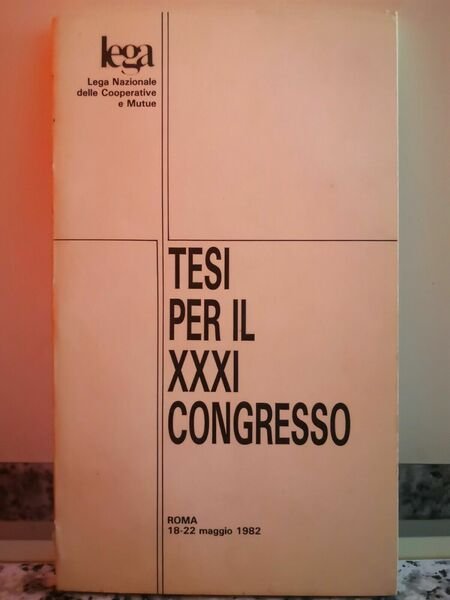 lega
Lega Nazionale
delle Cooperative
e Mutue
TESI
PER IL
XXXI
CONGRESSO
ROMA
18-22 maggio 1982